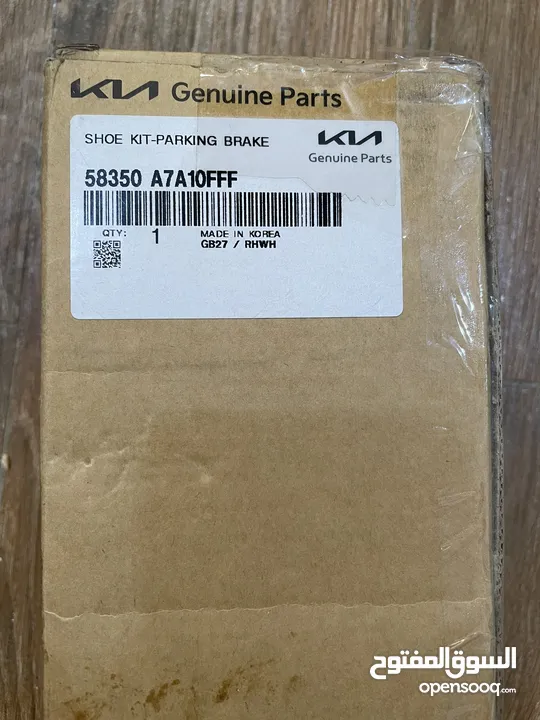 KIA Genuine Parts
SHOE KIT-PARKING BRAKE
KIA
Genuine Parts
58350 A7A10FFF
QTY: 1
MADE IN KOREA
GB27 / RHWH
السوق المفتوح
opensooq.com